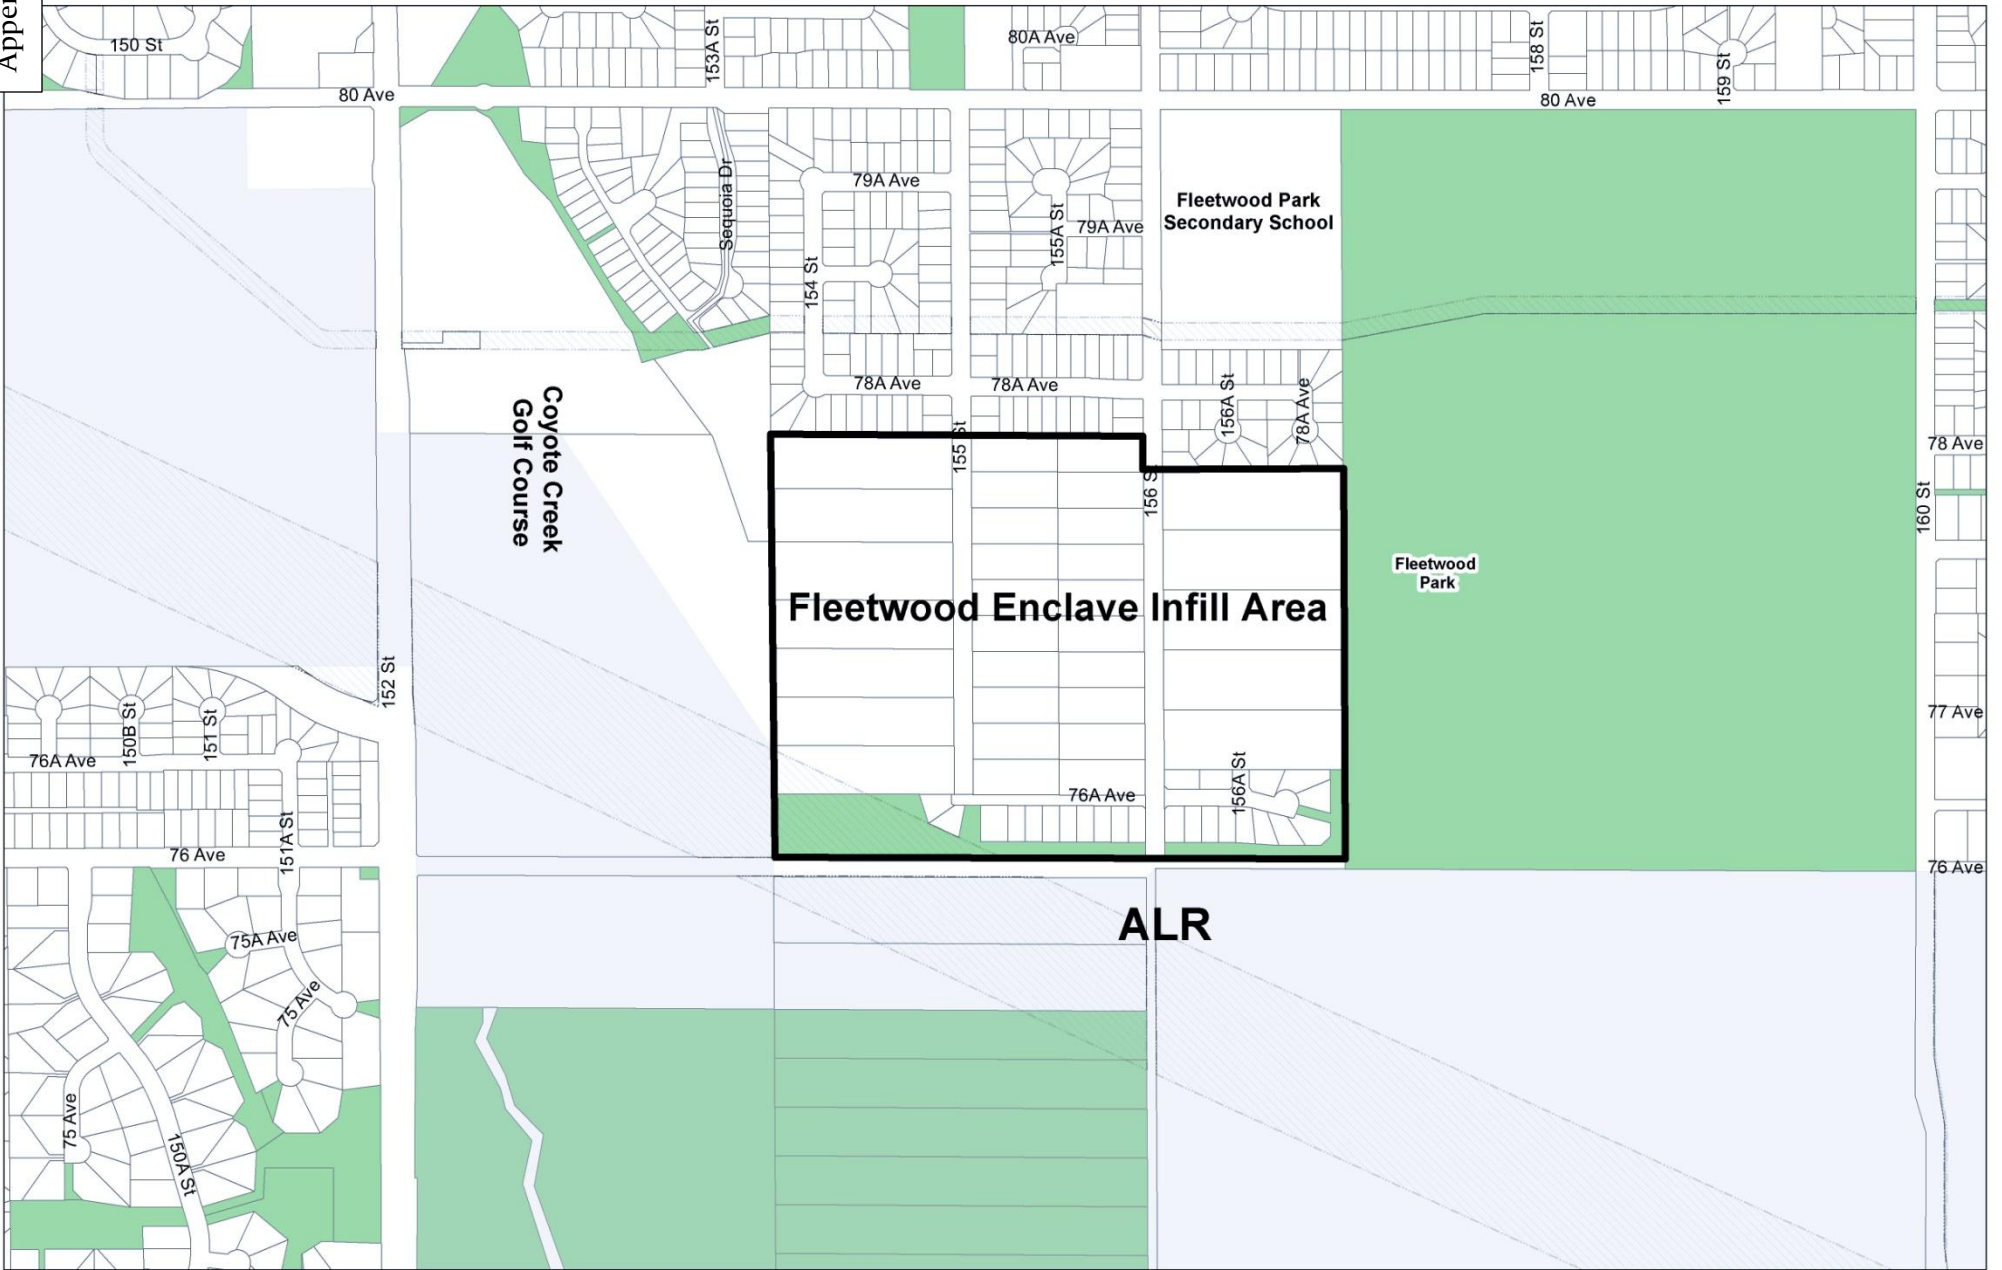 Appen
150 St
153A St
80A Ave
158 St
159 St
80 Ave
80 Ave
Sequoia Dr
79A Ave
155A St
79A Ave
Fleetwood Park
Secondary School
154 St
78A Ave
78A Ave
156A St
78A Ave
Coyote Creek
Golf Course
155 St
156 S
78 Ave
160 St
Fleetwood
Park
Fleetwood Enclave Infill Area
152 St
150B St
151 St
76A Ave
77 Ave
156A St
76A Ave
151A St
76 Ave
76 Ave
ALR
75A Ave
75 Ave
75 Ave
150A St